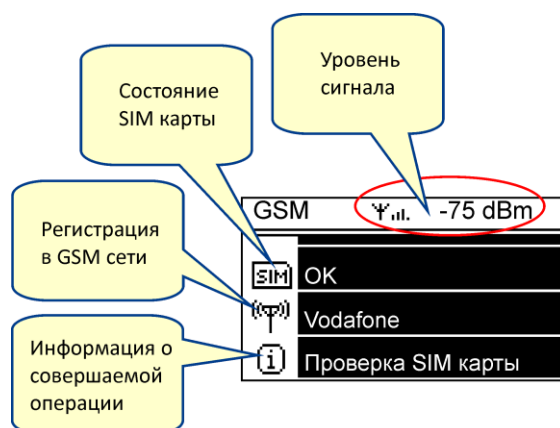 Уровень
сигнала
Состояние
SIM карты
Регистрация
в GSM сети
Информация о
совершаемой
операции
GSM -75 dBm
SIM OK
Vodafone
i Проверка SIM карты